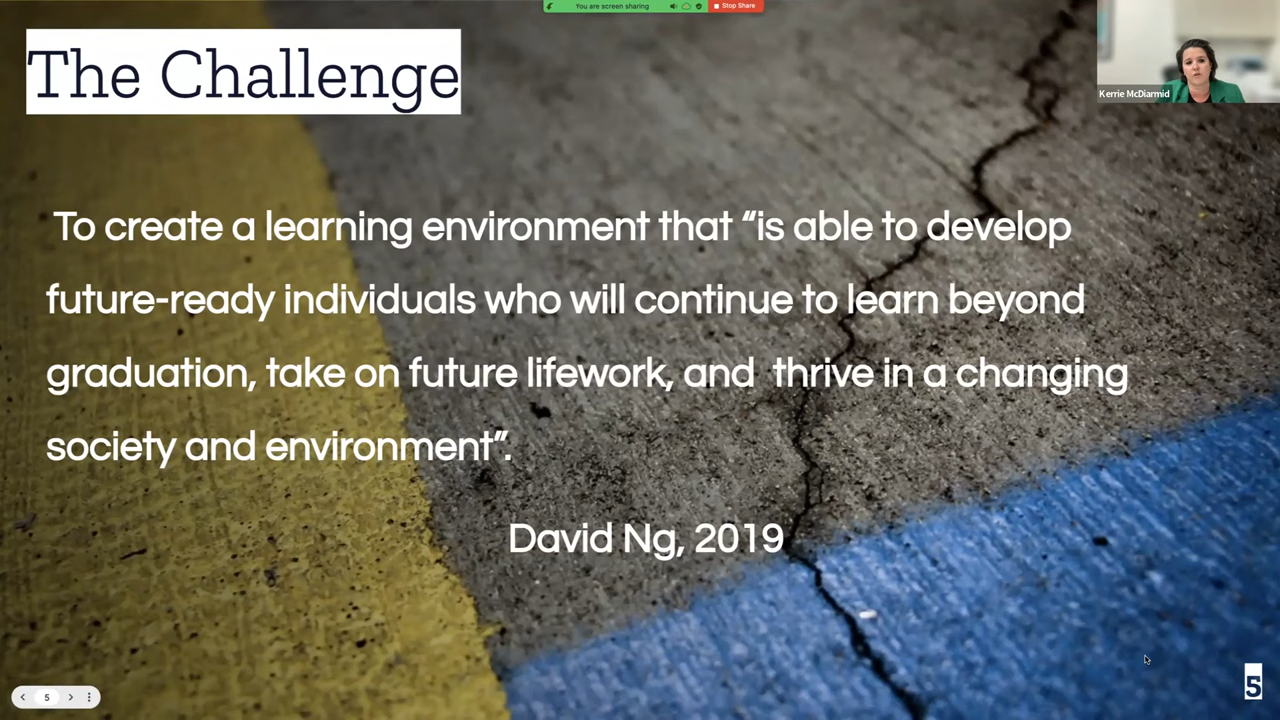 You are screen sharing
Stop Share
The Challenge
Kerrie McDiarmid
To create a learning environment that “is able to develop
future-ready individuals who will continue to learn beyond
graduation, take on future lifework, and thrive in a changing
society and environment”.
David Ng, 2019
5
5